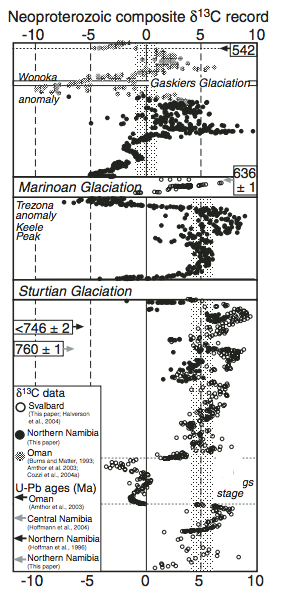 Neoproterozoic composite δ13C record
-10 -5 0 5 10
542
Wonoka
anomaly
Gaskiers Glaciation
636
± 1
Marinoan Glaciation
Trezona
anomaly
Keele
Peak
Sturtian Glaciation
<746 ± 2
760 ± 1
δ13C data
Svalbard
(This paper; Halverson
et al., 2004)
Northern Namibia
(This paper)
Oman
(Burns and Matter, 1993;
Amthor et al. 2003;
Cozzi et al., 2004a)
U-Pb ages (Ma)
Oman
(Amthor et al., 2003)
Central Namibia
(Hoffmann et al., 2004)
Northern Namibia
(Hoffman et al., 1996)
Northern Namibia
(This paper)
gs
stage
-10 -5 0 5 10